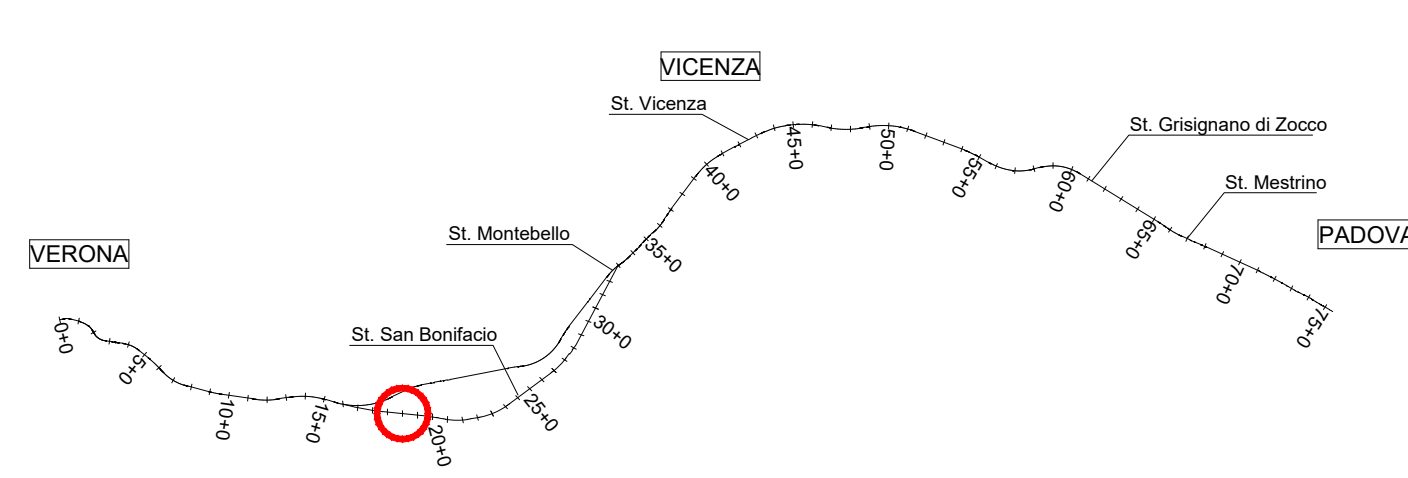 VICENZA
St. Vicenza
St. Grisignano di Zocco
St. Mestrino
PADOVA
St. Montebello
VERONA
St. San Bonifacio
0+0
5+0
10+0
15+0
20+0
25+0
30+0
35+0
40+0
45+0
50+0
55+0
60+0
65+0
70+0
75+0